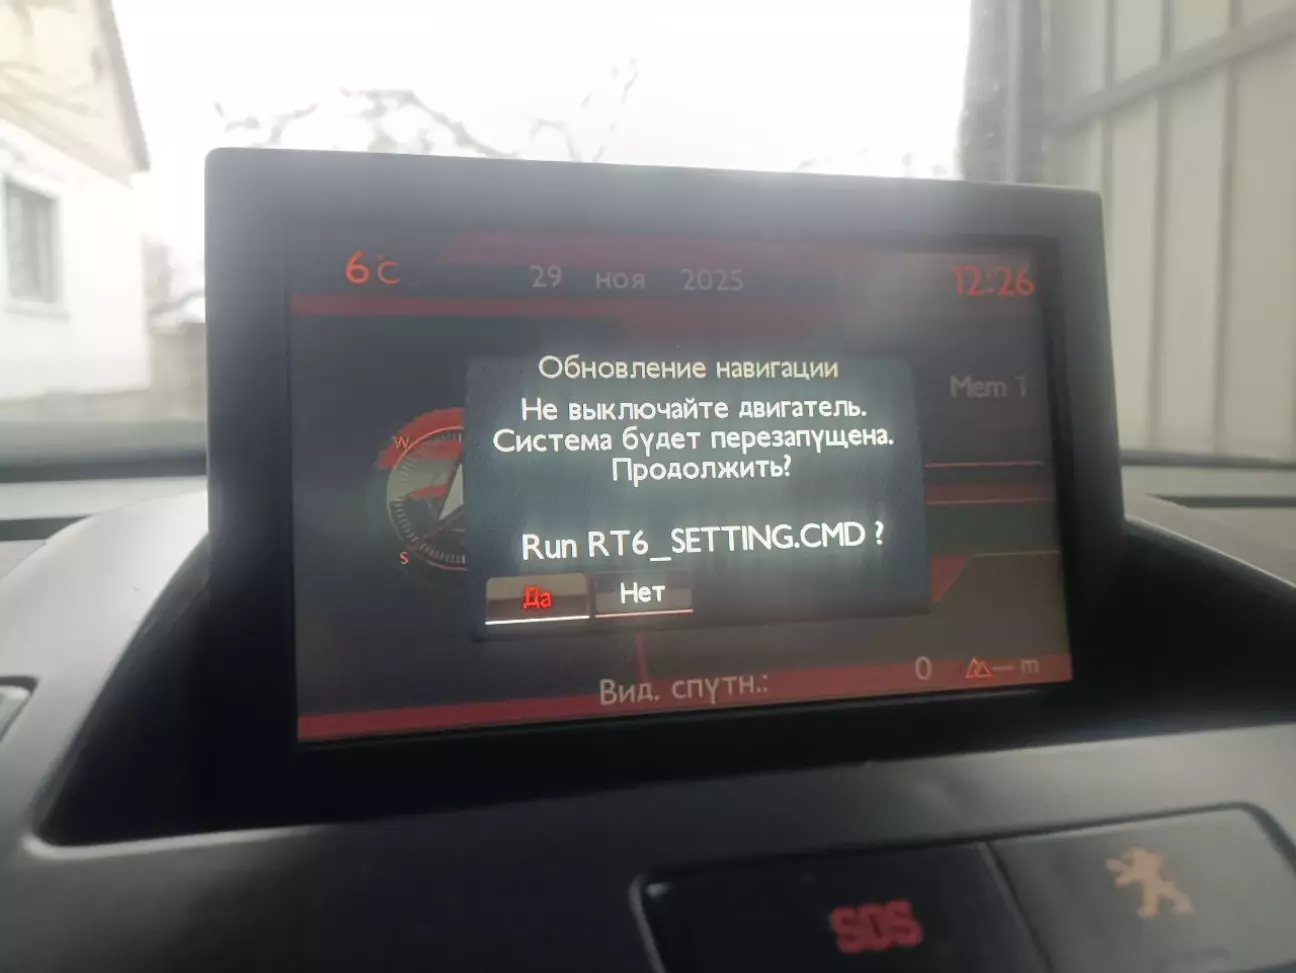 6°C 29 ноя 2025 12:26
Обновление навигации
Mem 1
Не выключайте двигатель.
Система будет перезапущена.
Продолжить?
W
S
Run RT6_SETTING.CMD ?
Да Нет
Вид. спутн.: 0 -- m
SOS